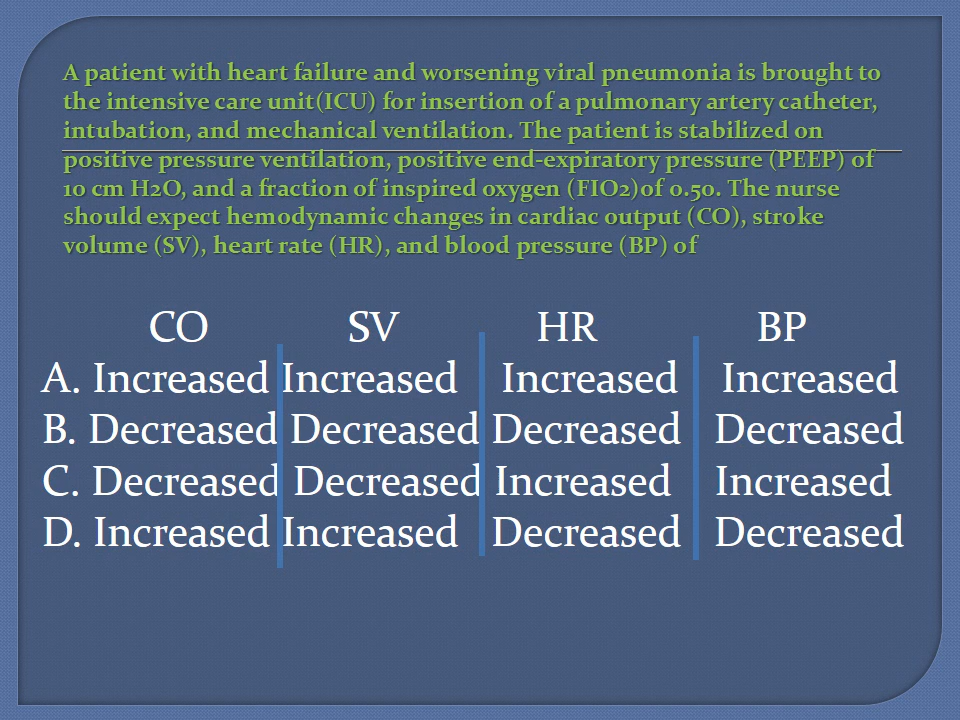 A patient with heart failure and worsening viral pneumonia is brought to
the intensive care unit(ICU) for insertion of a pulmonary artery catheter,
intubation, and mechanical ventilation. The patient is stabilized on
positive pressure ventilation, positive end-expiratory pressure (PEEP) of
10 cm H2O, and a fraction of inspired oxygen (FIO2)of 0.50. The nurse
should expect hemodynamic changes in cardiac output (CO), stroke
volume (SV), heart rate (HR), and blood pressure (BP) of
CO SV HR BP
A. Increased Increased Increased Increased
B. Decreased Decreased Decreased Decreased
C. Decreased Decreased Increased Increased
D. Increased Increased Decreased Decreased